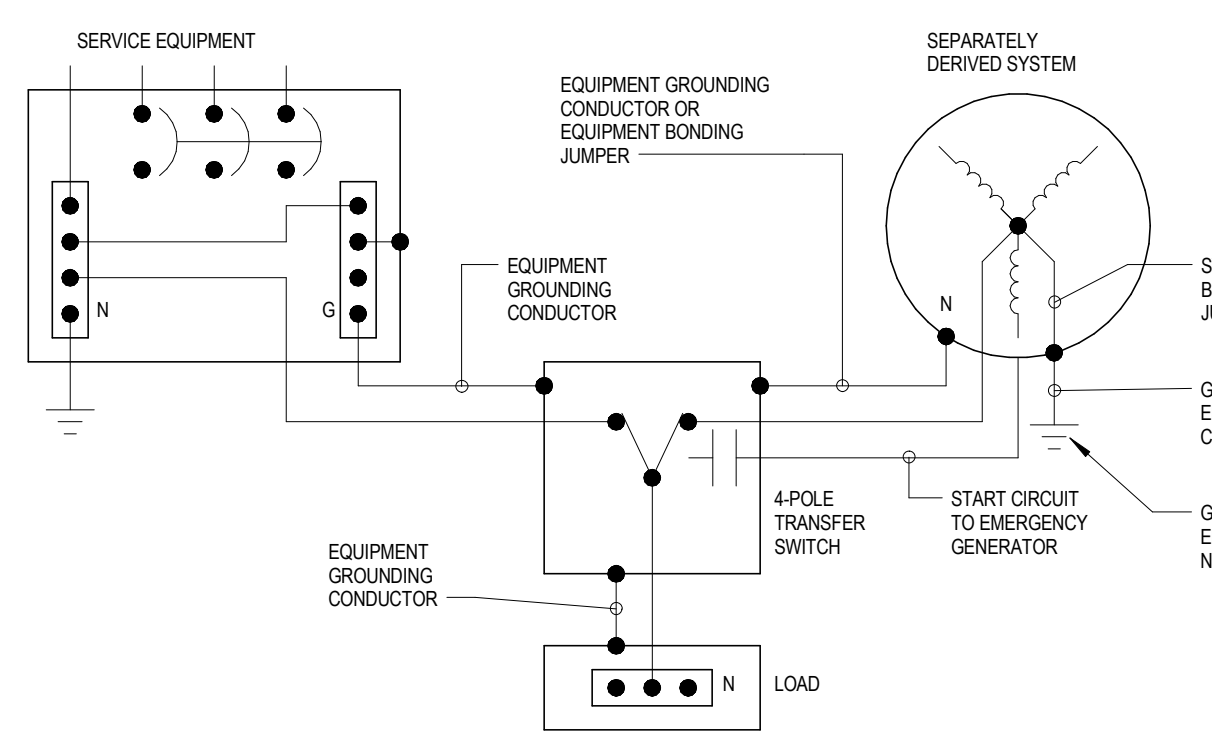 SERVICE EQUIPMENT
SEPARATELY
DERIVED SYSTEM
EQUIPMENT GROUNDING
CONDUCTOR OR
EQUIPMENT BONDING
JUMPER
N
G
EQUIPMENT
GROUNDING
CONDUCTOR
N
S
B
JU
G
E
C
4-POLE
TRANSFER
SWITCH
START CIRCUIT
TO EMERGENCY
GENERATOR
G
E
N
EQUIPMENT
GROUNDING
CONDUCTOR
N
LOAD